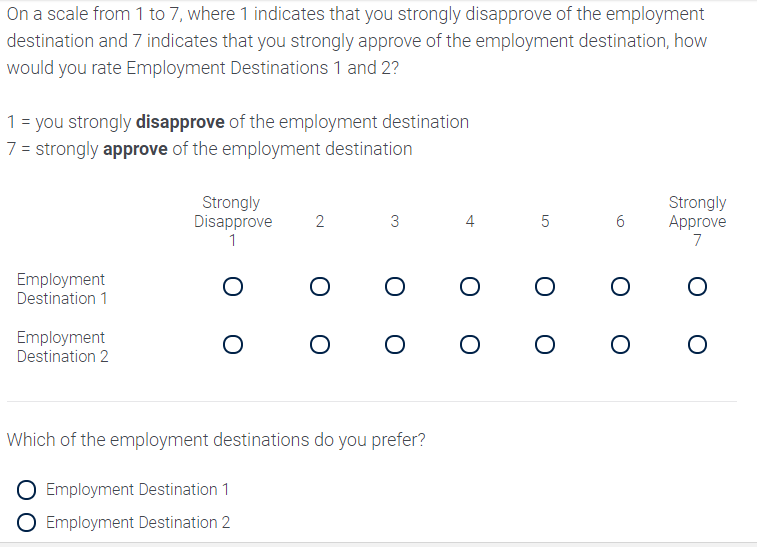 On a scale from 1 to 7, where 1 indicates that you strongly disapprove of the employment
destination and 7 indicates that you strongly approve of the employment destination, how
would you rate Employment Destinations 1 and 2?
1 = you strongly disapprove of the employment destination
7 = strongly approve of the employment destination
Strongly
Disapprove
1
2
3
4
5
6
Strongly
Approve
7
Employment
Destination 1
Employment
Destination 2
Which of the employment destinations do you prefer?
Employment Destination 1
Employment Destination 2